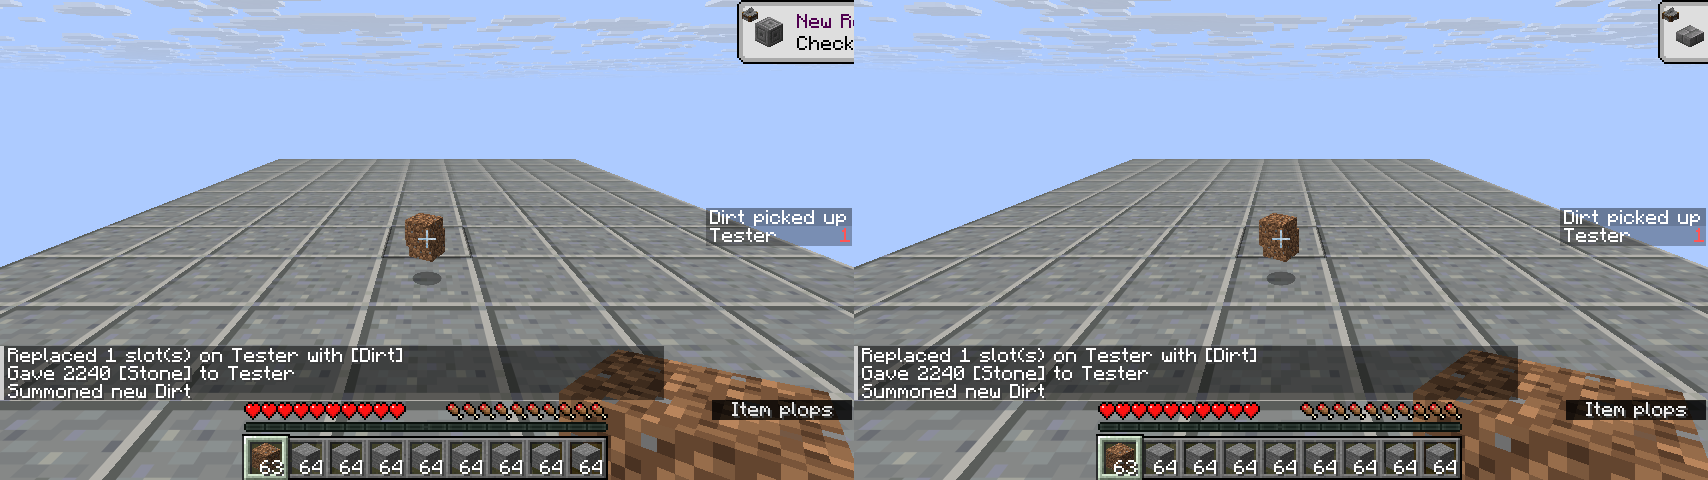 New R
Check
Dirt picked up
Tester 1
Replaced 1 slot(s) on Tester with [Dirt]
Gave 2240 [Stone] to Tester
Summoned new Dirt
Item plops
63 64 64 64 64 64 64 64 64
Dirt picked up
Tester 1
Replaced 1 slot(s) on Tester with [Dirt]
Gave 2240 [Stone] to Tester
Summoned new Dirt
Item plops
63 64 64 64 64 64 64 64 64